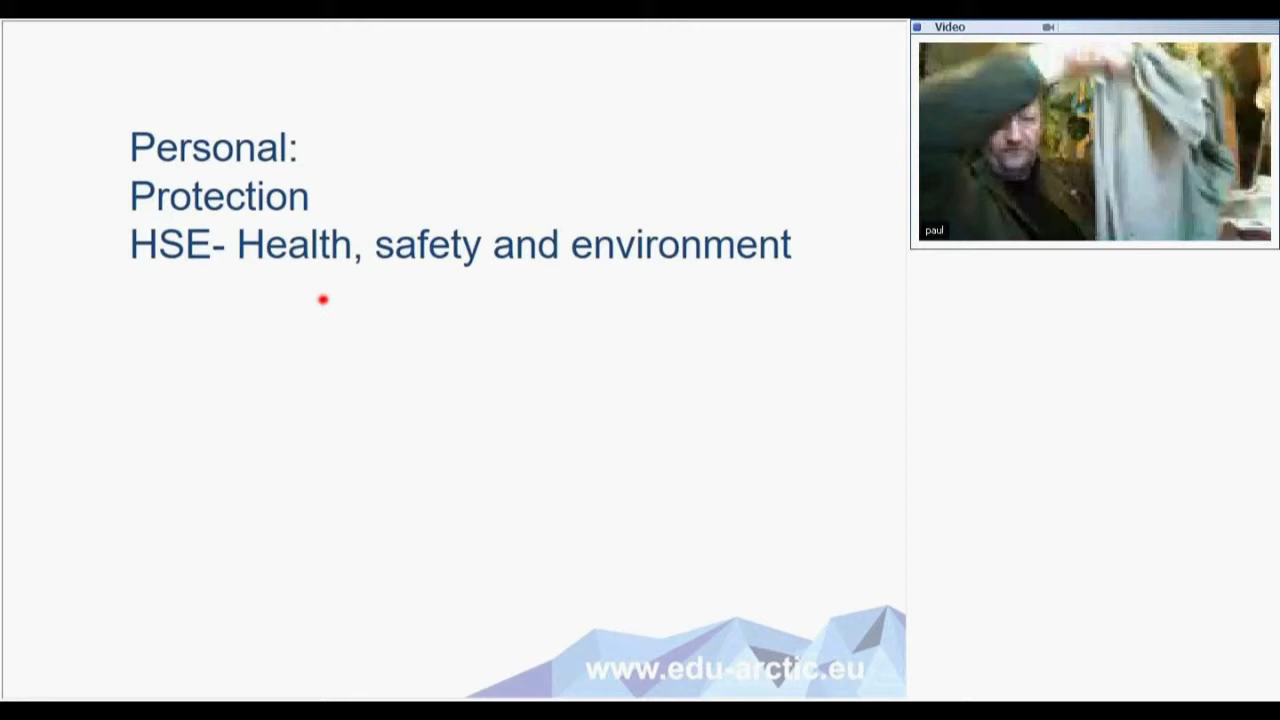 Video
Personal:
Protection
HSE- Health, safety and environment
paul
www.edu-arctic.eu